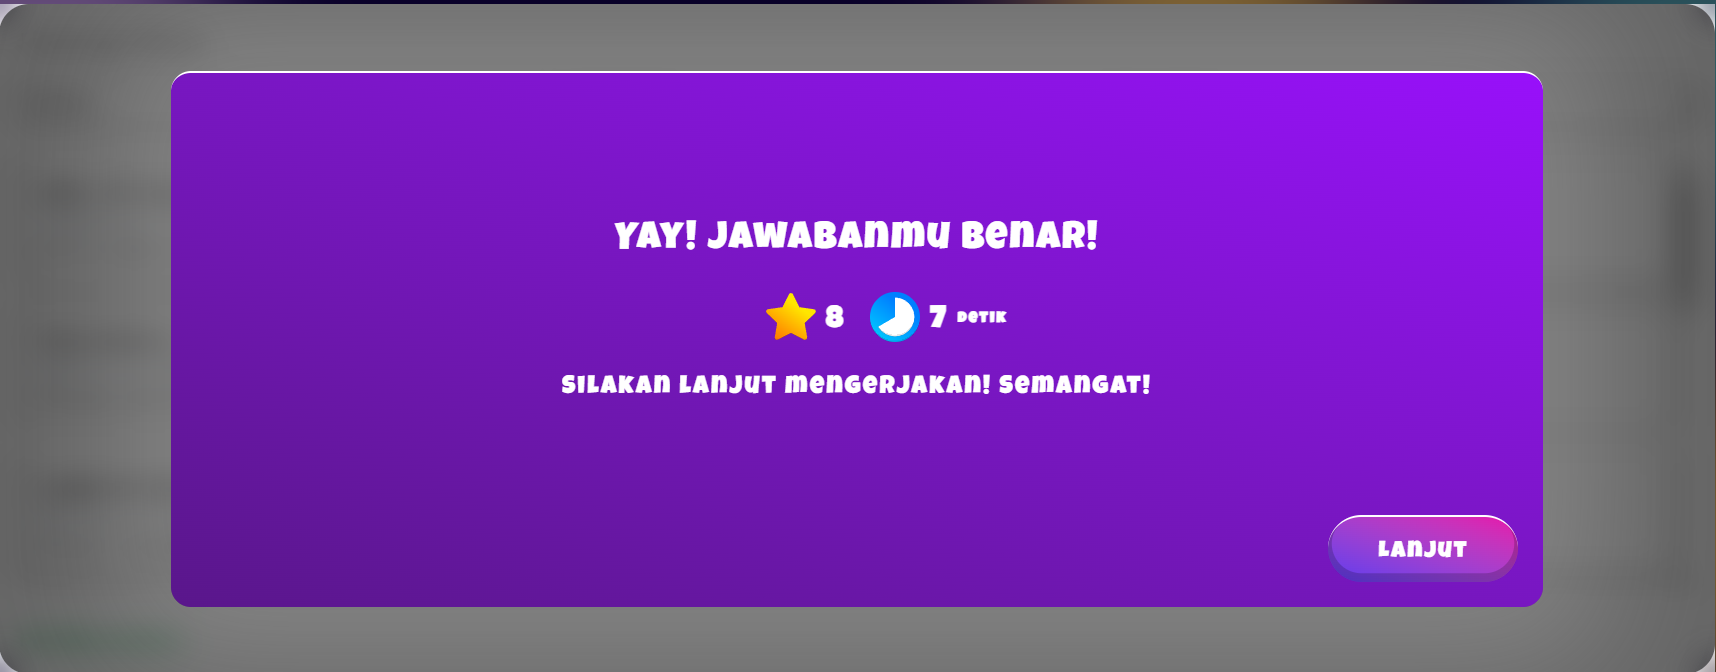 YAY! JAWABANMU BENAR!
8 7 DETIK
SILAKAN LANJUT MENGERJAKAN! SEMANGAT!
LANJUT